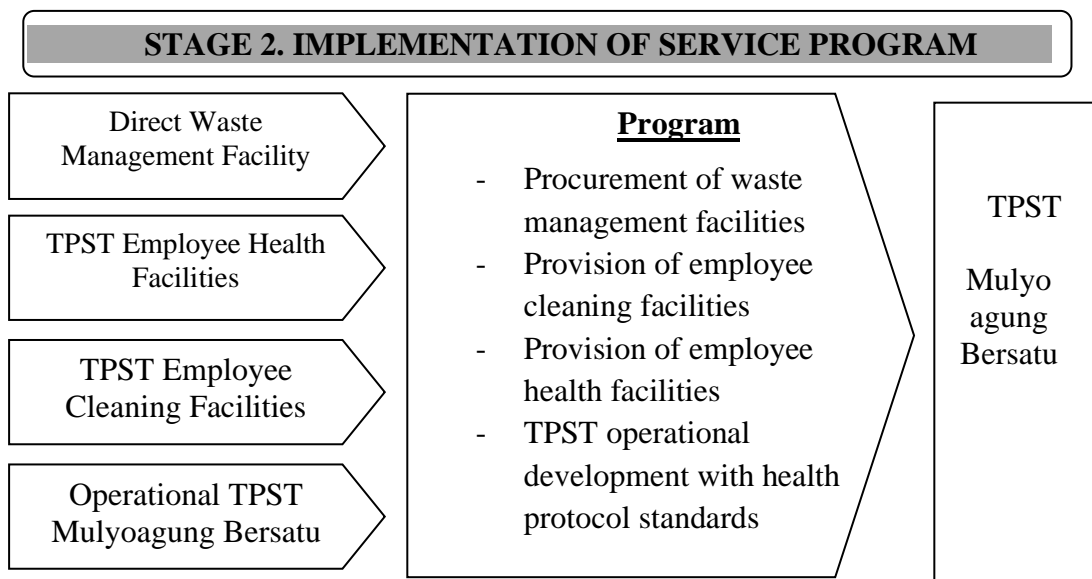 STAGE 2. IMPLEMENTATION OF SERVICE PROGRAM
Direct Waste
Management Facility
TPST Employee Health
Facilities
TPST Employee
Cleaning Facilities
Operational TPST
Mulyoagung Bersatu
Program
- Procurement of waste
management facilities
- Provision of employee
cleaning facilities
- Provision of employee
health facilities
- TPST operational
development with health
protocol standards
TPST
Mulyo
agung
Bersatu